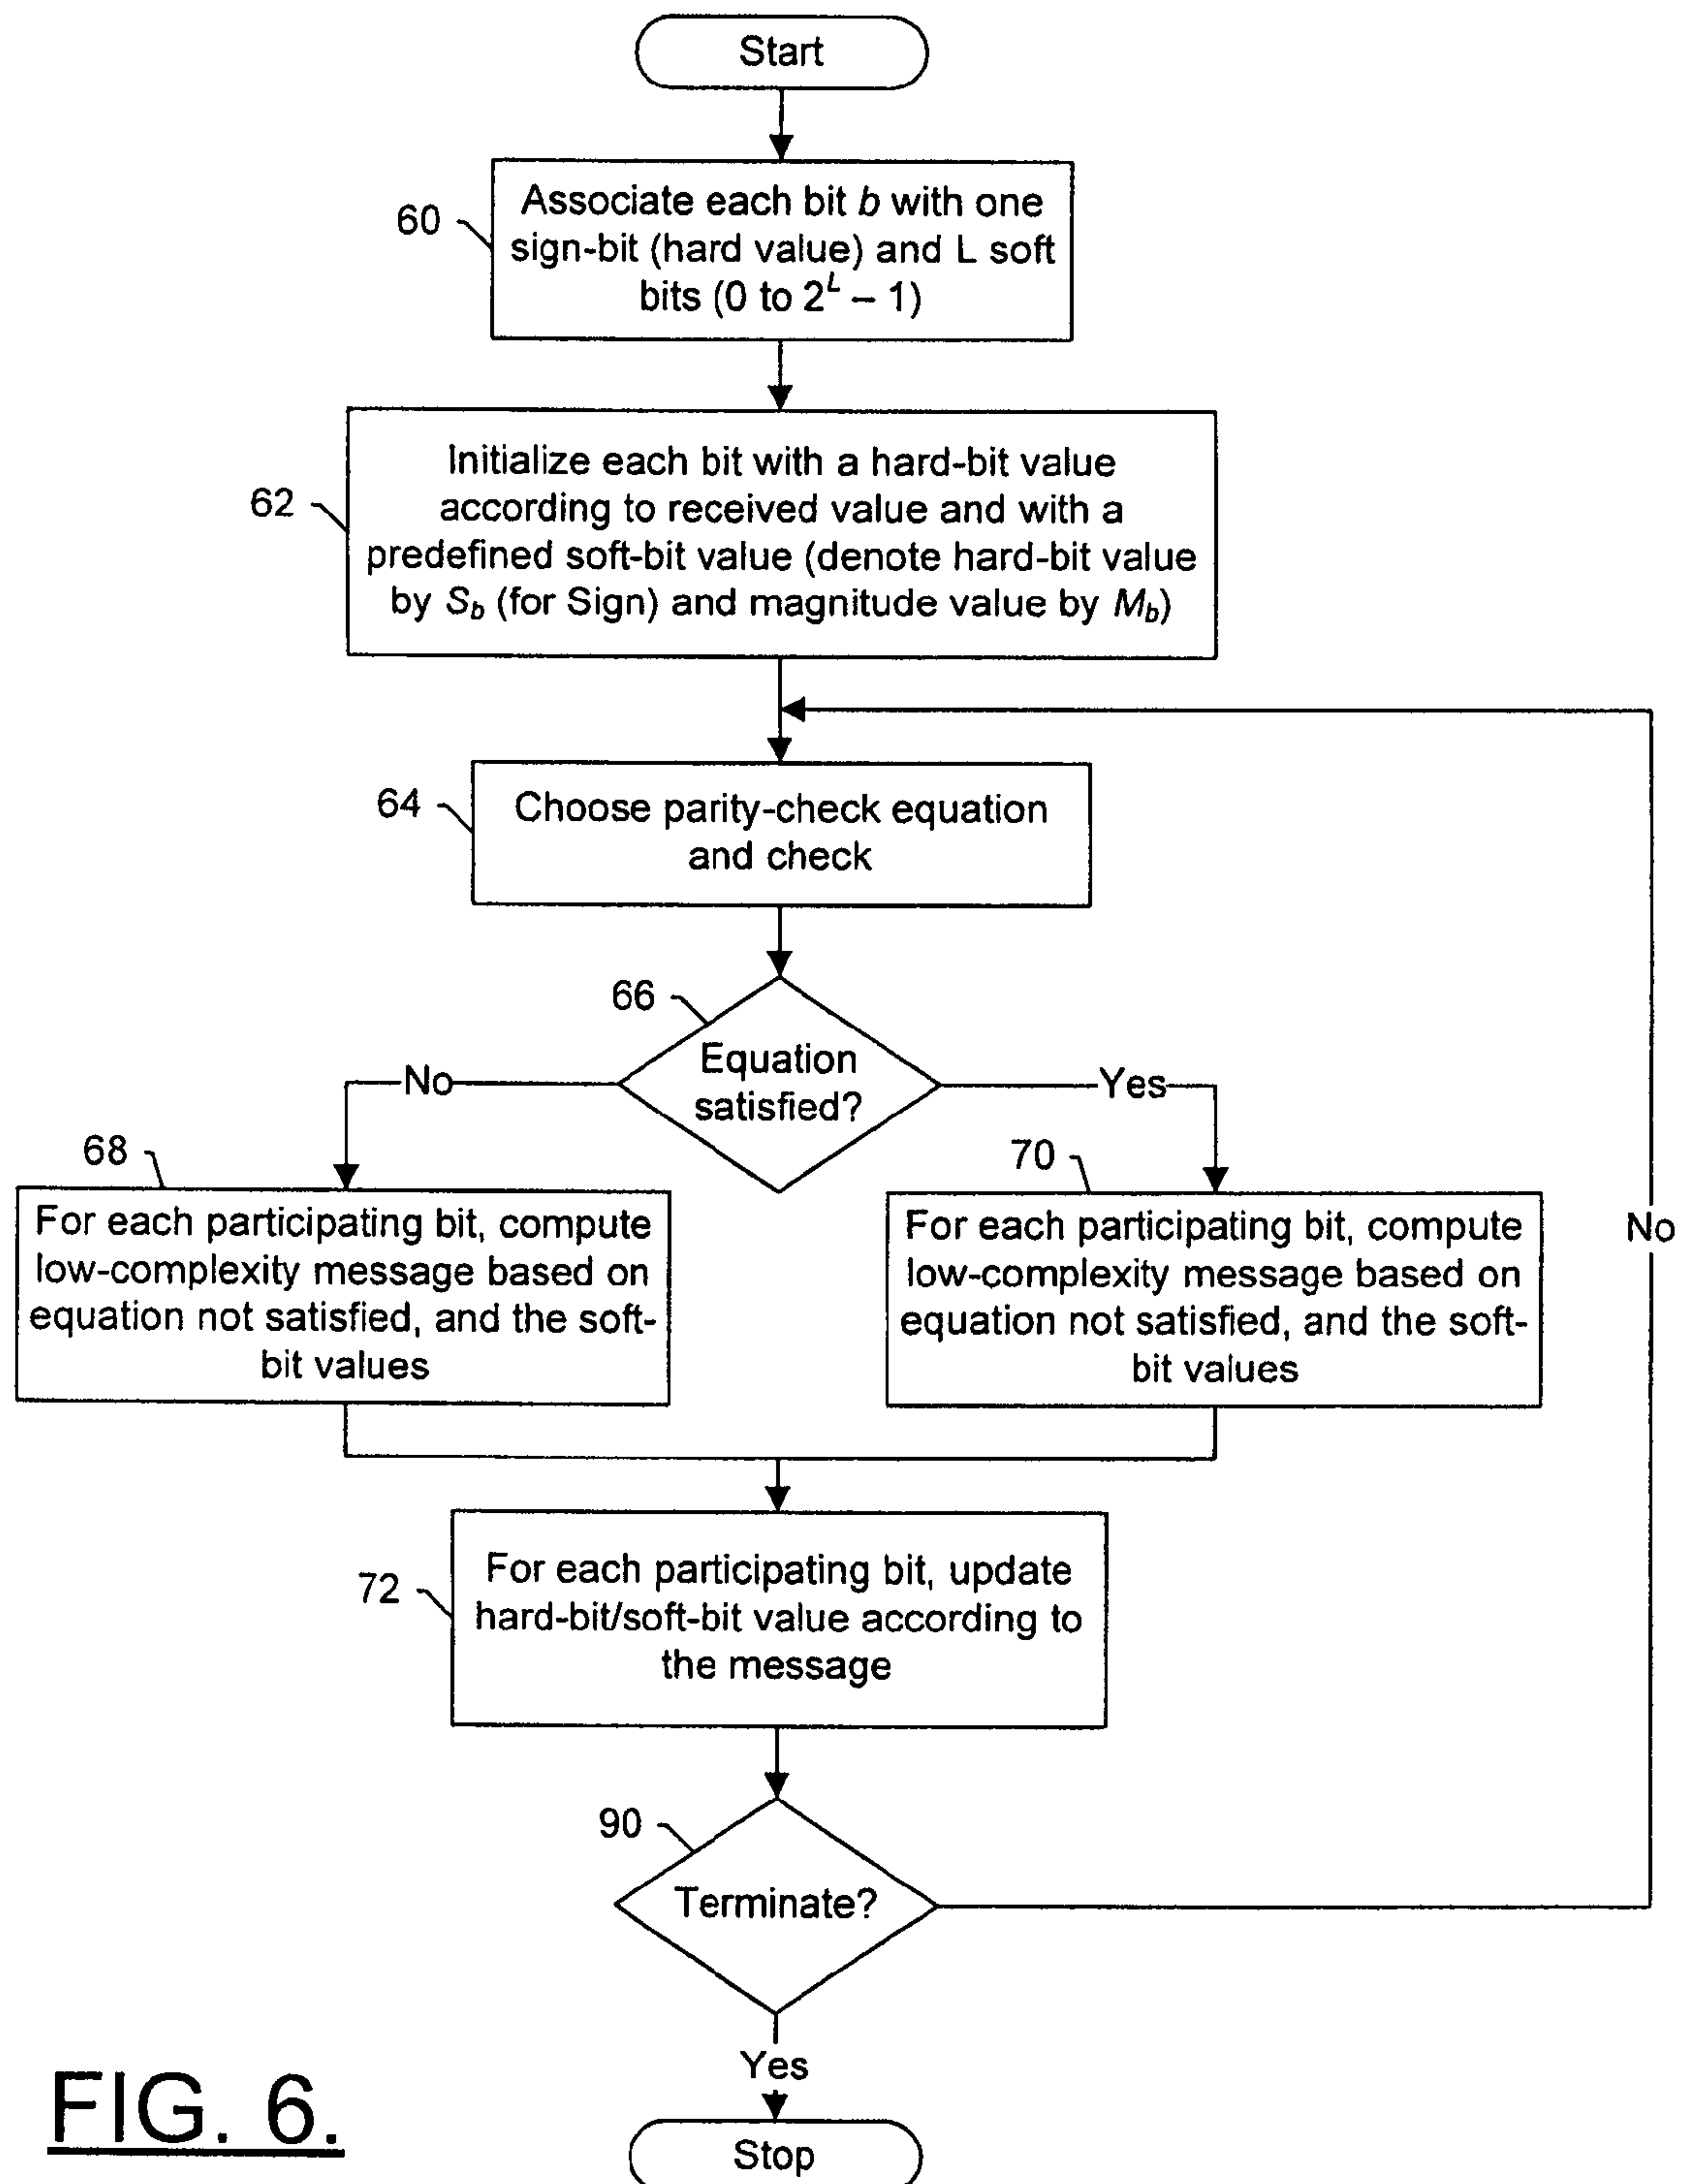 Start
60
Associate each bit b with one
sign-bit (hard value) and L soft
bits (0 to 2^L – 1)
62
Initialize each bit with a hard-bit value
according to received value and with a
predefined soft-bit value (denote hard-bit value
by S_b (for Sign) and magnitude value by M_b)
64
Choose parity-check equation
and check
66
Equation
satisfied?
No
Yes
68
For each participating bit, compute
low-complexity message based on
equation not satisfied, and the soft-
bit values
70
For each participating bit, compute
low-complexity message based on
equation not satisfied, and the soft-
bit values
No
72
For each participating bit, update
hard-bit/soft-bit value according to
the message
90
Terminate?
Yes
Stop
FIG. 6.